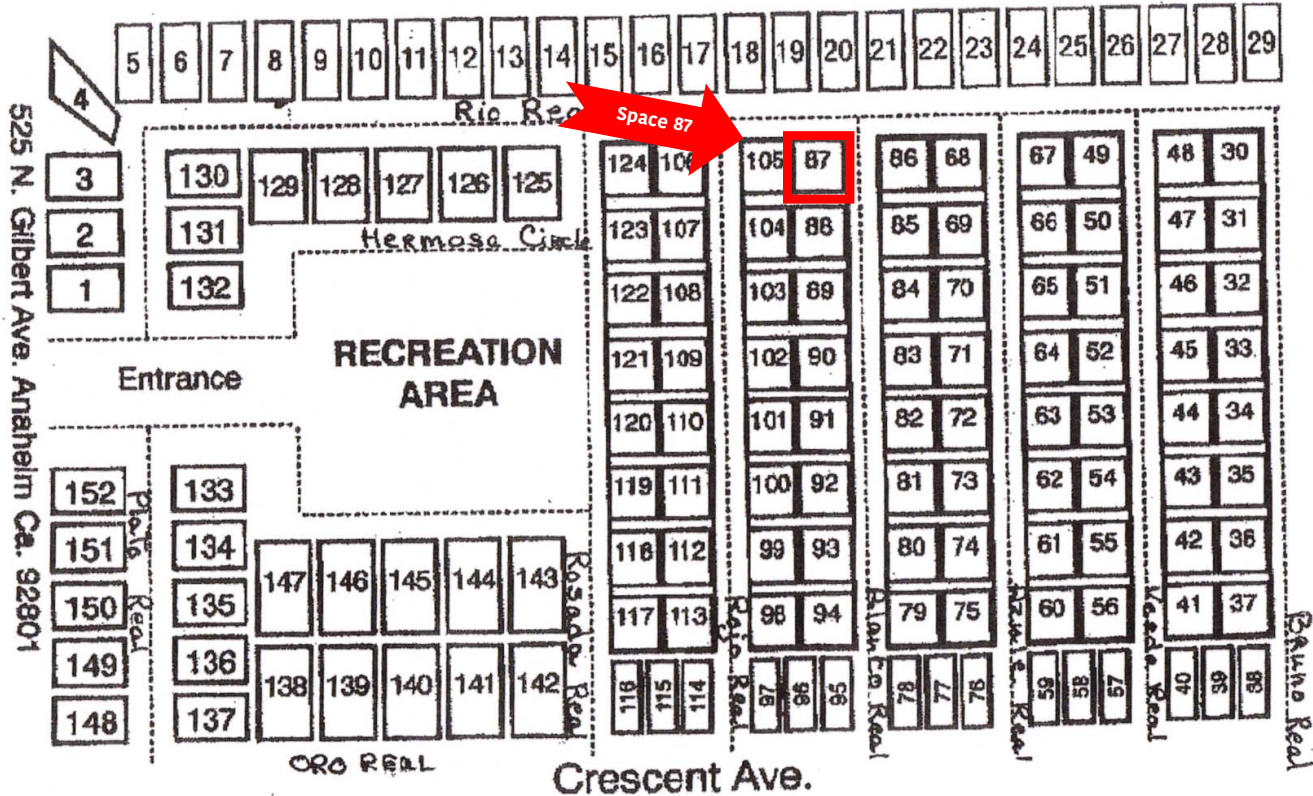 5 6 7 8 9 10 11 12 13 14 15 16 17 18 19 20 21 22 23 24 25 26 27 28 29
4
Space 87
3
2
1
130 129 128 127 126 125
131
132
Hermosa Circle
124 106 105 87 86 68 67 49 48 30
123 107 104 88 85 69 66 50 47 31
122 108 103 89 84 70 65 51 46 32
121 109 102 90 83 71 64 52 45 33
120 110 101 91 82 72 63 53 44 34
119 111 100 92 81 73 62 54 43 35
118 112 99 93 80 74 61 55 42 36
117 113 98 94 79 75 60 56 41 37
116 115 114 97 96 95 78 77 76 59 58 57 40 39 38
Entrance
RECREATION
AREA
152 133
151 134
150 135
149 136
148 137
147 146 145 144 143
138 139 140 141 142
Plata Real
ORO REAL
Rosada Real
Rojo Real
Blanco Real
Real
Real
Real
525 N. Gilbert Ave. Anaheim Ca. 92801
Crescent Ave.